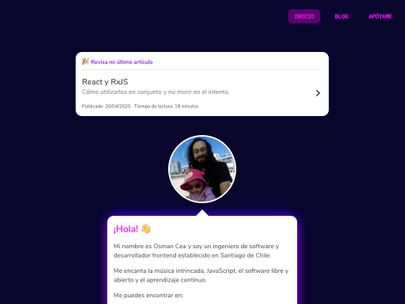 INICIO BLOG APÓYAME
🎉 Revisa mi último artículo
React y RxJS
Cómo utilizarlos en conjunto y no morir en el intento.
Publicado: 20/04/2020 · Tiempo de lectura: 19 minutos
¡Hola! 👋
Mi nombre es Osman Cea y soy un ingeniero de software y
desarrollador frontend establecido en Santiago de Chile.
Me encanta la música intrincada, JavaScript, el software libre y
abierto y el aprendizaje continuo.
Me puedes encontrar en: